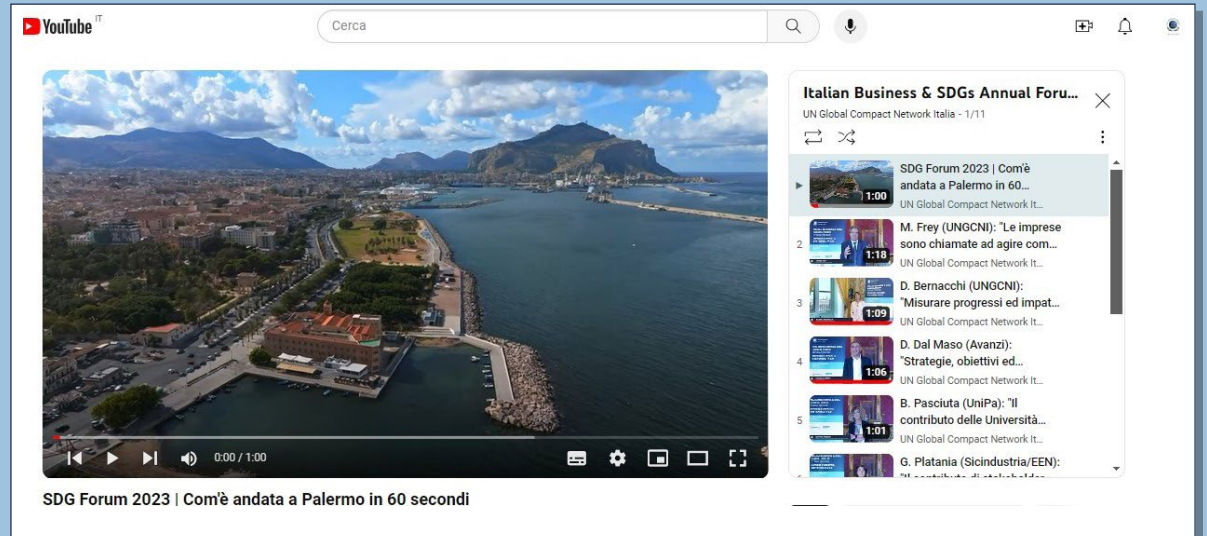 YouTube IT
Cerca
Italian Business & SDGs Annual Foru...
UN Global Compact Network Italia - 1/11
SDG Forum 2023 | Com'è
andata a Palermo in 60...
UN Global Compact Network It...
1:00
2
M. Frey (UNGCNI): "Le imprese
sono chiamate ad agire com...
UN Global Compact Network It...
1:18
3
D. Bernacchi (UNGCNI):
"Misurare progressi ed impat...
UN Global Compact Network It...
1:09
4
D. Dal Maso (Avanzi):
"Strategie, obiettivi ed...
UN Global Compact Network It...
1:06
5
B. Pasciuta (UniPa): "Il
contributo delle Università...
UN Global Compact Network It...
1:01
G. Platania (Sicindustria/EEN):
0:00 / 1:00
SDG Forum 2023 | Com'è andata a Palermo in 60 secondi